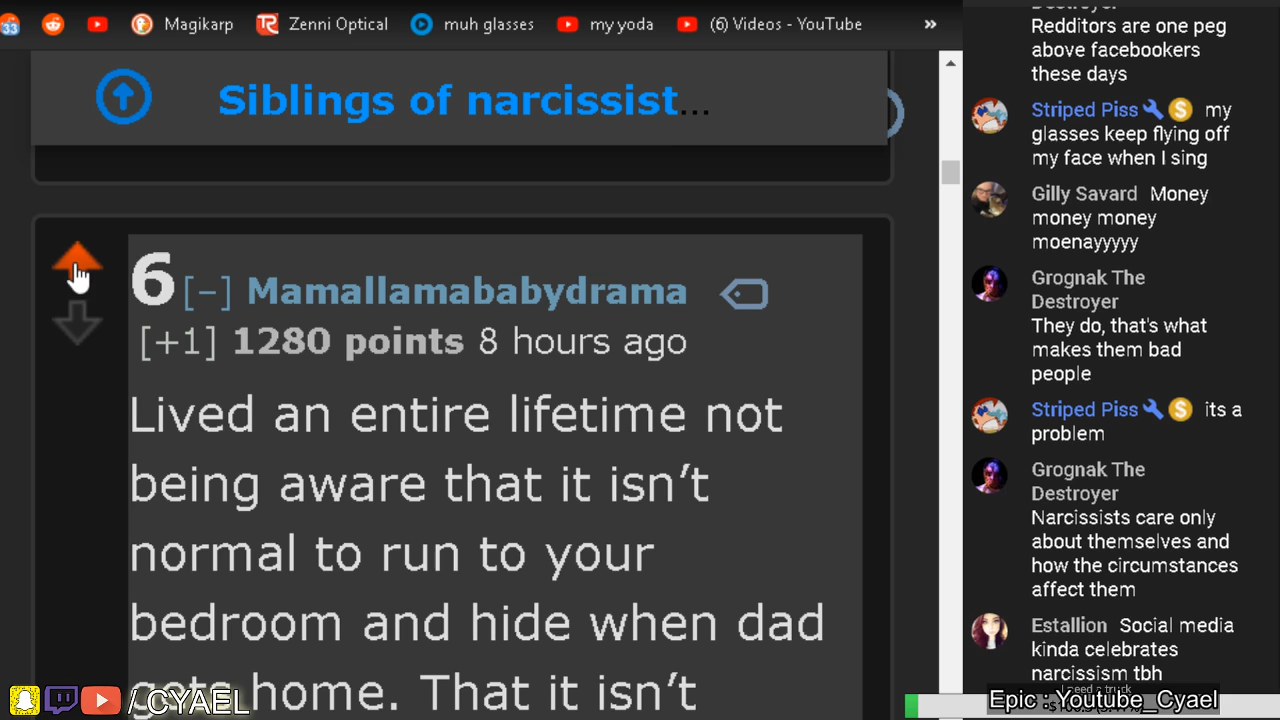 33
Magikarp
Zenni Optical
muh glasses
my yoda
(6) Videos - YouTube
»
Siblings of narcissist...
6 [–] Mamallamababydrama
[+1] 1280 points 8 hours ago
Lived an entire lifetime not
being aware that it isn’t
normal to run to your
bedroom and hide when dad
gets home. That it isn’t
/CYAEL
Destroyer
Redditors are one peg
above facebookers
these days
Striped Piss my
glasses keep flying off
my face when I sing
Gilly Savard Money
money money
moenayyyyy
Grognak The
Destroyer
They do, that's what
makes them bad
people
Striped Piss its a
problem
Grognak The
Destroyer
Narcissists care only
about themselves and
how the circumstances
affect them
Estallion Social media
kinda celebrates
narcissism tbh
I need a truck
Epic : Youtube_Cyael